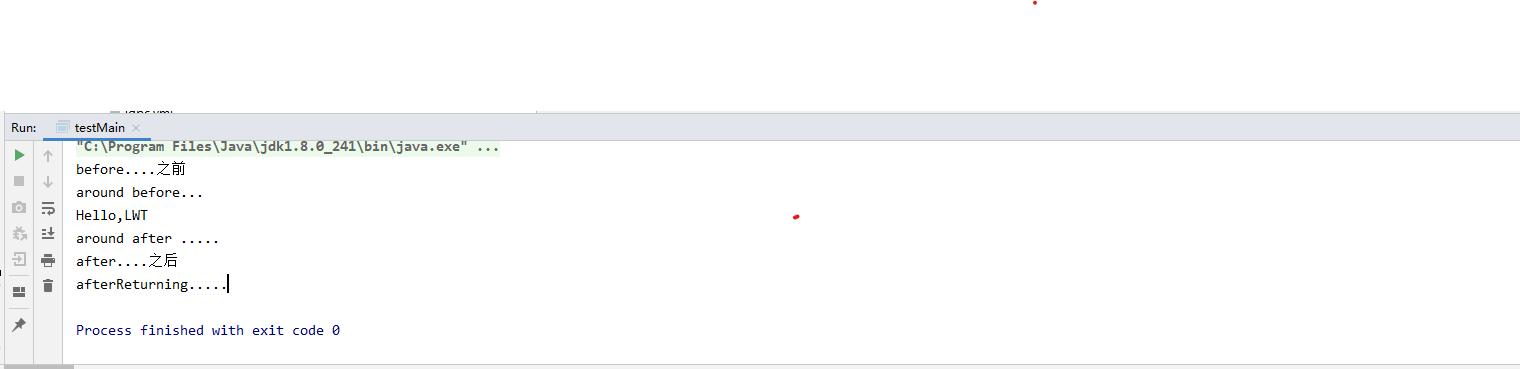 Run: testMain
"C:\Program Files\Java\jdk1.8.0_241\bin\java.exe" ...
before....之前
around before...
Hello,LWT
around after .....
after....之后
afterReturning.....
Process finished with exit code 0